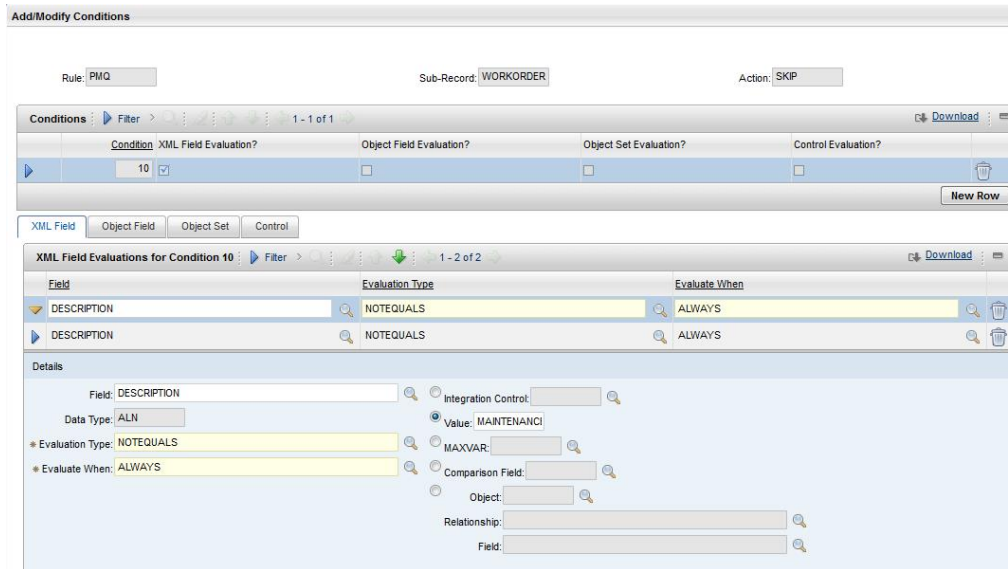 Add/Modify Conditions
Rule: PMQ Sub-Record: WORKORDER Action: SKIP
Conditions Filter > 1 - 1 of 1 Download
Condition XML Field Evaluation? Object Field Evaluation? Object Set Evaluation? Control Evaluation?
10
New Row
XML Field Object Field Object Set Control
XML Field Evaluations for Condition 10 Filter > 1 - 2 of 2 Download
Field Evaluation Type Evaluate When
DESCRIPTION NOTEQUALS ALWAYS
DESCRIPTION NOTEQUALS ALWAYS
Details
Field: DESCRIPTION Integration Control:
Data Type: ALN Value: MAINTENANCI
* Evaluation Type: NOTEQUALS MAXVAR:
* Evaluate When: ALWAYS Comparison Field:
Object:
Relationship:
Field: